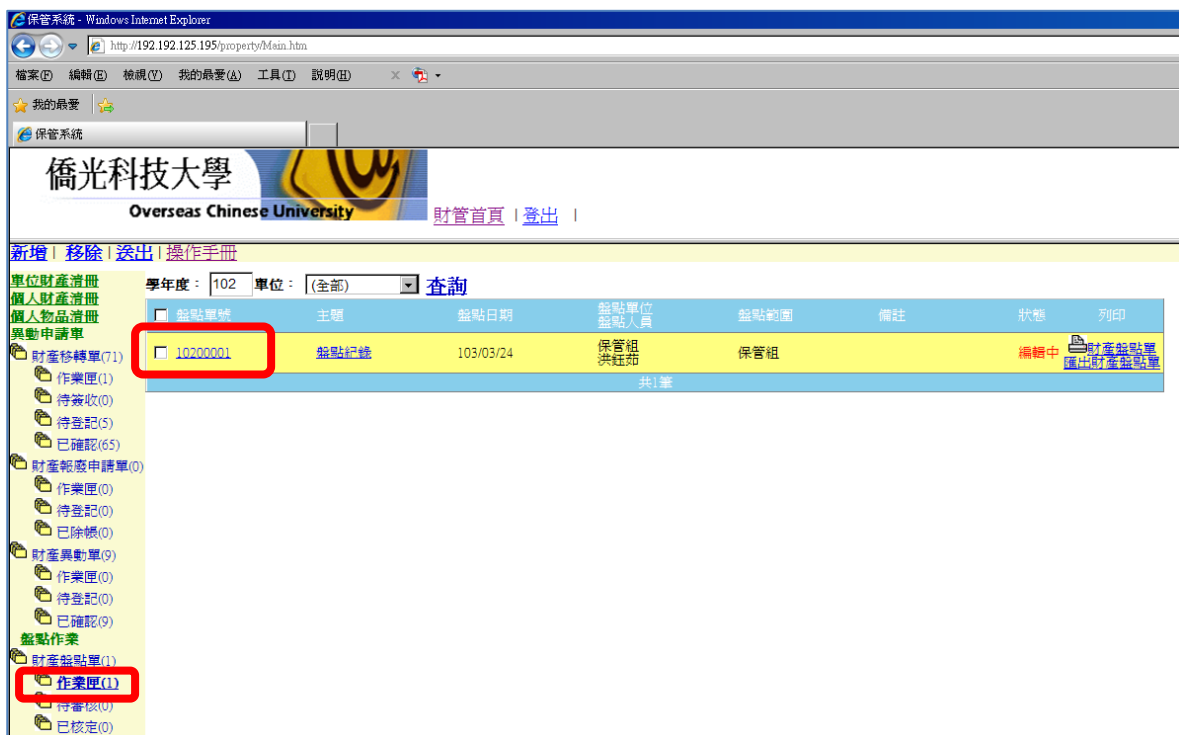 保管系統 - Windows Internet Explorer
http://192.192.125.195/property/Main.htm
檔案(F) 編輯(E) 檢視(V) 我的最愛(A) 工具(T) 說明(H)
我的最愛
保管系統
僑光科技大學
Overseas Chinese University
財管首頁 | 登出 |
新增 | 移除 | 送出 | 操作手冊
單位財產清冊
個人財產清冊
個人物品清冊
異動申請單
財產移轉單(71)
作業匣(1)
待簽收(0)
待登記(5)
已確認(65)
財產報廢申請單(0)
作業匣(0)
待登記(0)
已除帳(0)
財產異動單(9)
作業匣(0)
待登記(0)
已確認(9)
盤點作業
財產盤點單(1)
作業匣(1)
待審核(0)
已核定(0)
學年度： 102 單位： (全部) 查詢
盤點單號 主題 盤點日期 盤點單位 盤點人員 盤點範圍 備註 狀態 列印
10200001 盤點紀錄 103/03/24 保管組 洪鈺茹 保管組 編輯中 財產盤點單
匯出財產盤點單
共1筆